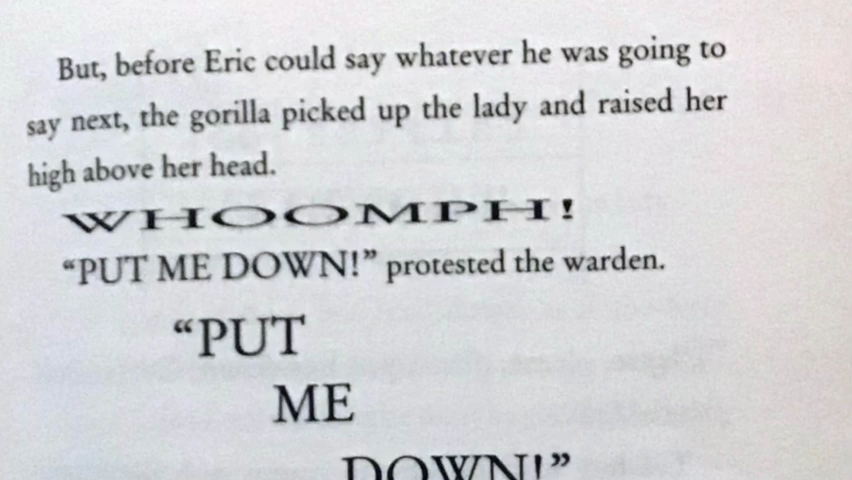 But, before Eric could say whatever he was going to
say next, the gorilla picked up the lady and raised her
high above her head.
WHOOMPH!
“PUT ME DOWN!” protested the warden.
“PUT
ME
DOWN!”